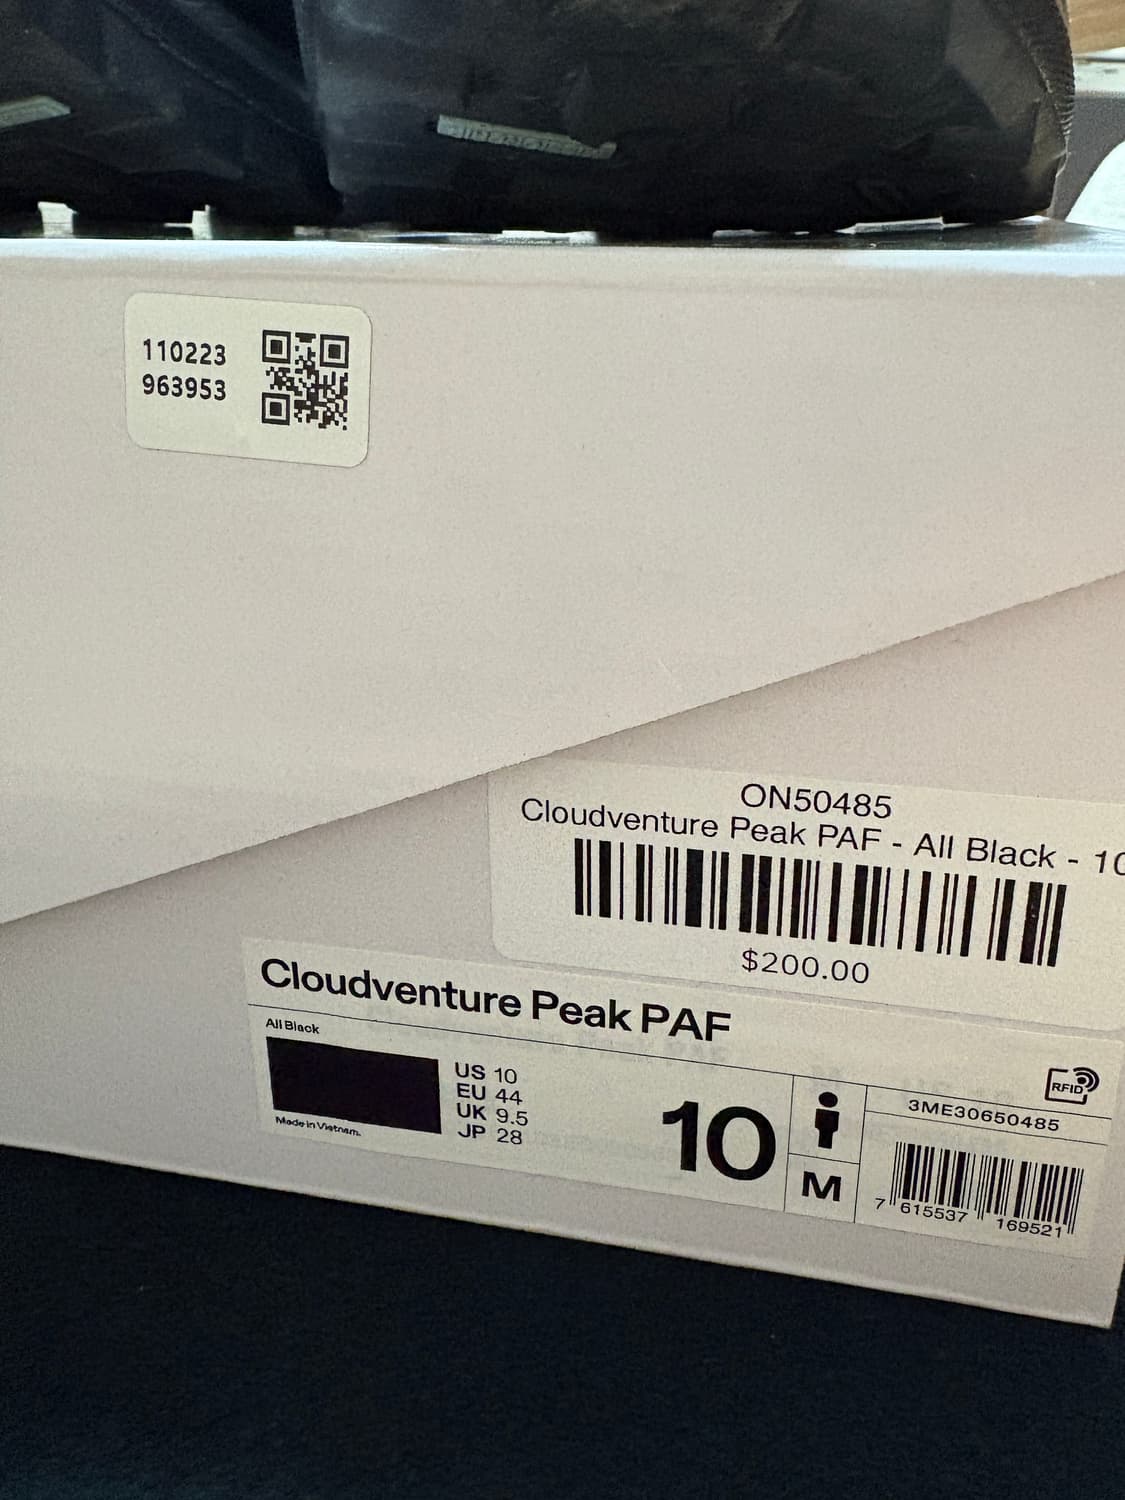 110223
963953
ON50485
Cloudventure Peak PAF - All Black - 10
$200.00
Cloudventure Peak PAF
All Black
US 10
EU 44
UK 9.5
JP 28
Made in Vietnam.
10
M
RFID
3ME30650485
7 615537 169521